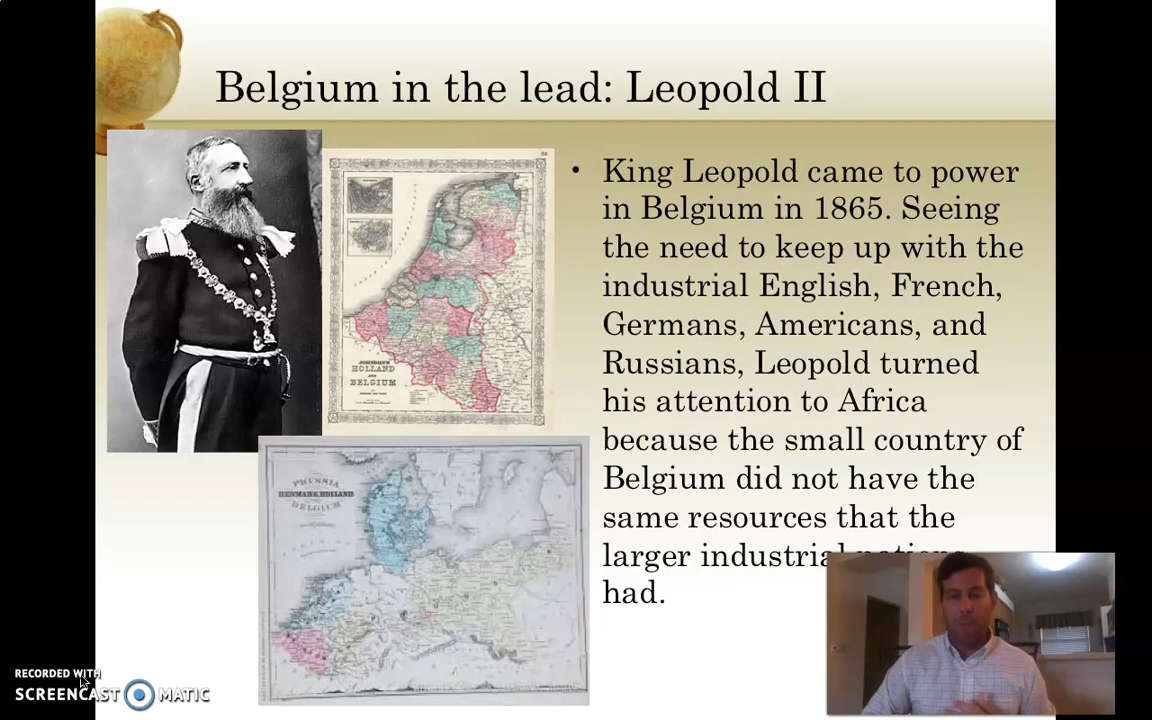 Belgium in the lead: Leopold II
• King Leopold came to power
in Belgium in 1865. Seeing
the need to keep up with the
industrial English, French,
Germans, Americans, and
Russians, Leopold turned
his attention to Africa
because the small country of
Belgium did not have the
same resources that the
larger industrial nations
had.
JOHNSON'S
HOLLAND
AND
BELGIUM
PRUSSIA
DENMARK, HOLLAND
BELGIUM
RECORDED WITH
SCREENCAST MATIC